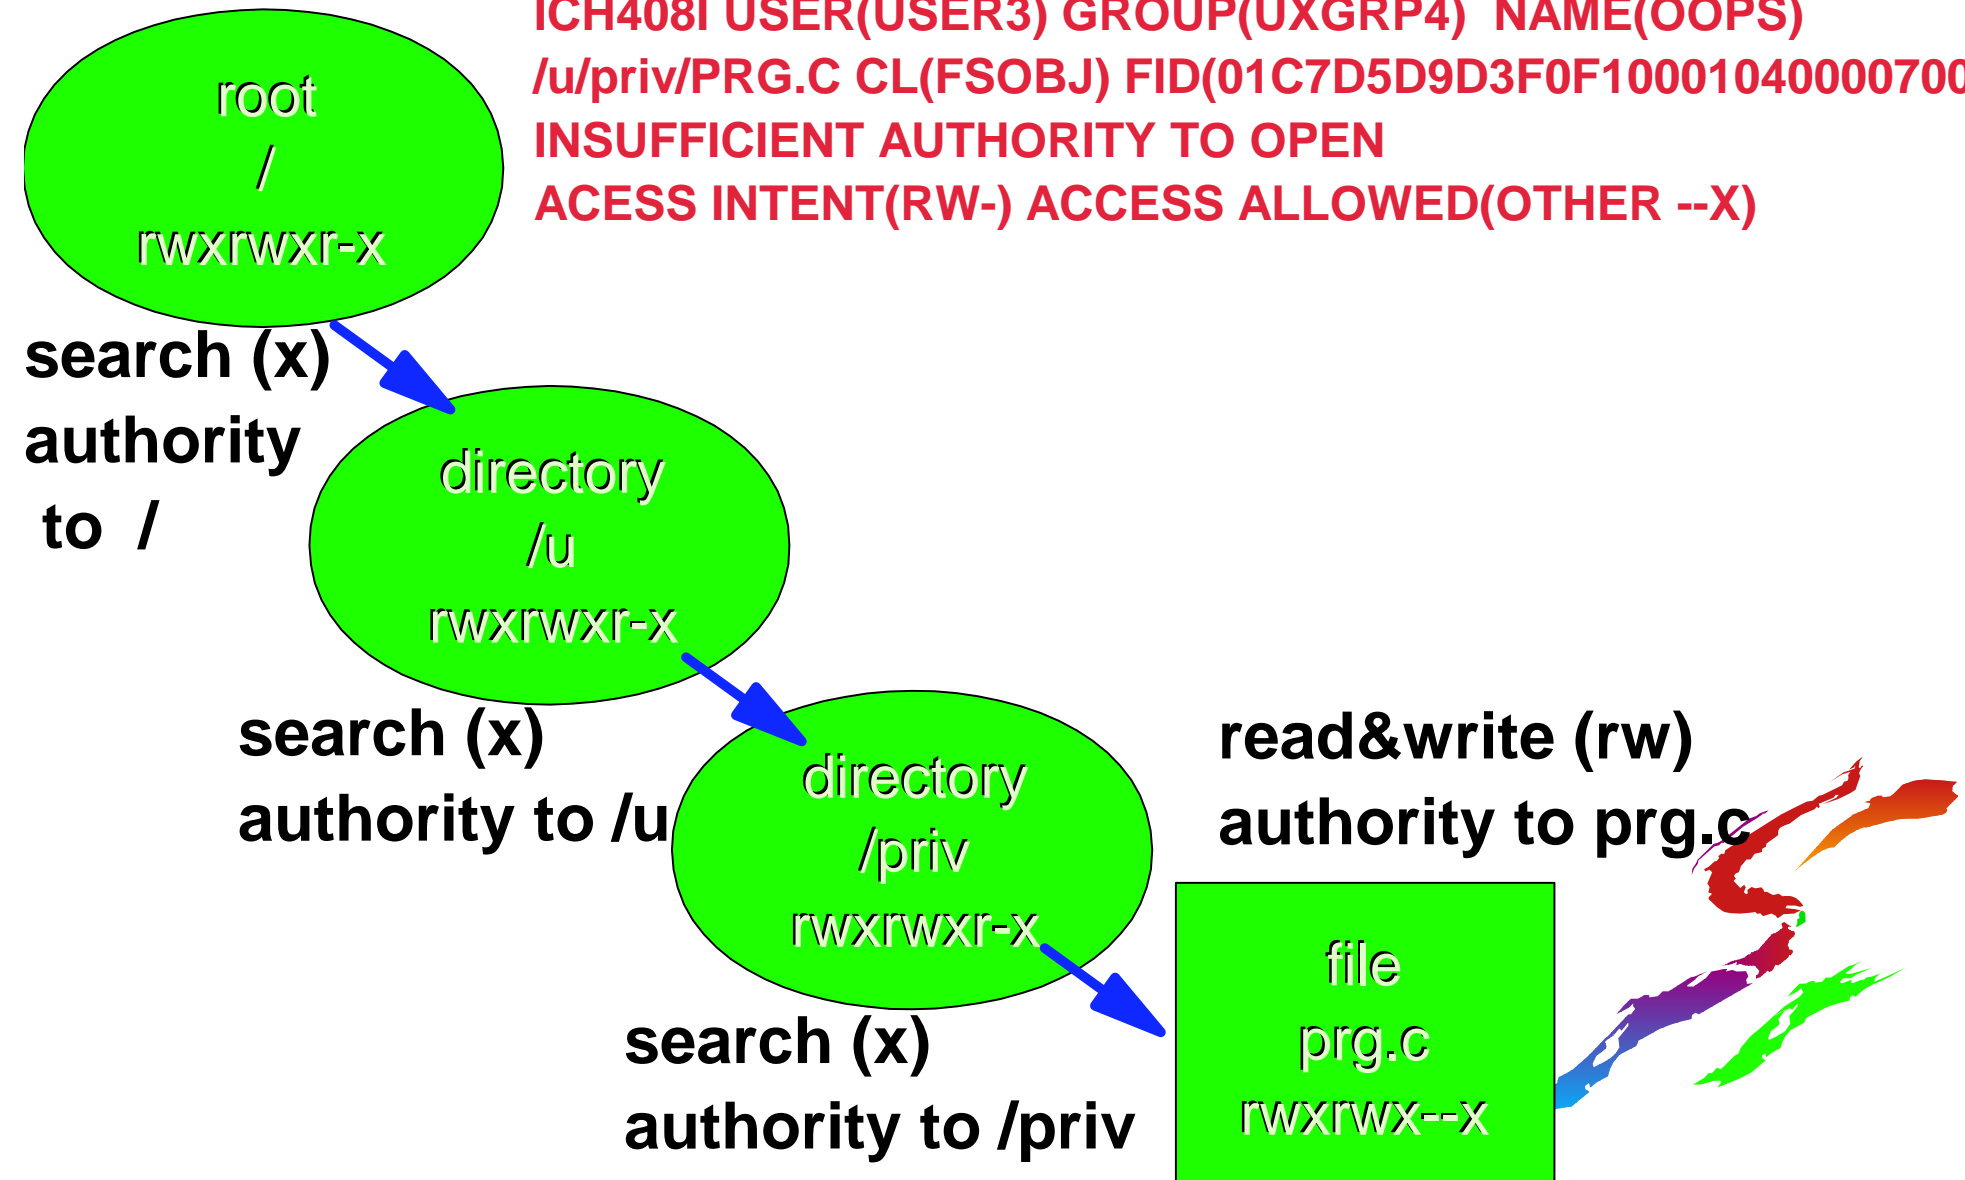 ICH408I USER(USER3) GROUP(UXGRP4) NAME(OOPS)
/u/priv/PRG.C CL(FSOBJ) FID(01C7D5D9D3F0F1000104000070
INSUFFICIENT AUTHORITY TO OPEN
ACESS INTENT(RW-) ACCESS ALLOWED(OTHER --X)
root
/
rwxrwxr-x
search (x)
authority
to /
directory
/u
rwxrwxr-x
search (x)
authority to /u
directory
/priv
rwxrwxr-x
search (x)
authority to /priv
read&write (rw)
authority to prg.c
file
prg.c
rwxrwx--x